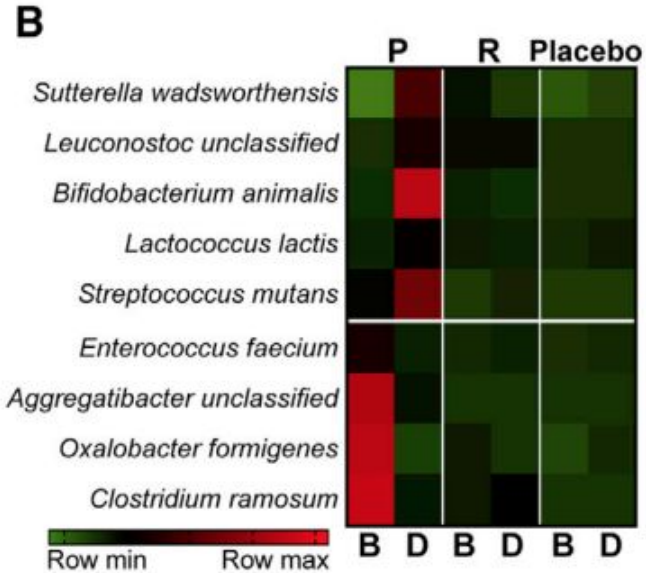 B
P R Placebo
Sutterella wadsworthensis
Leuconostoc unclassified
Bifidobacterium animalis
Lactococcus lactis
Streptococcus mutans
Enterococcus faecium
Aggregatibacter unclassified
Oxalobacter formigenes
Clostridium ramosum
B D B D B D
Row min Row max